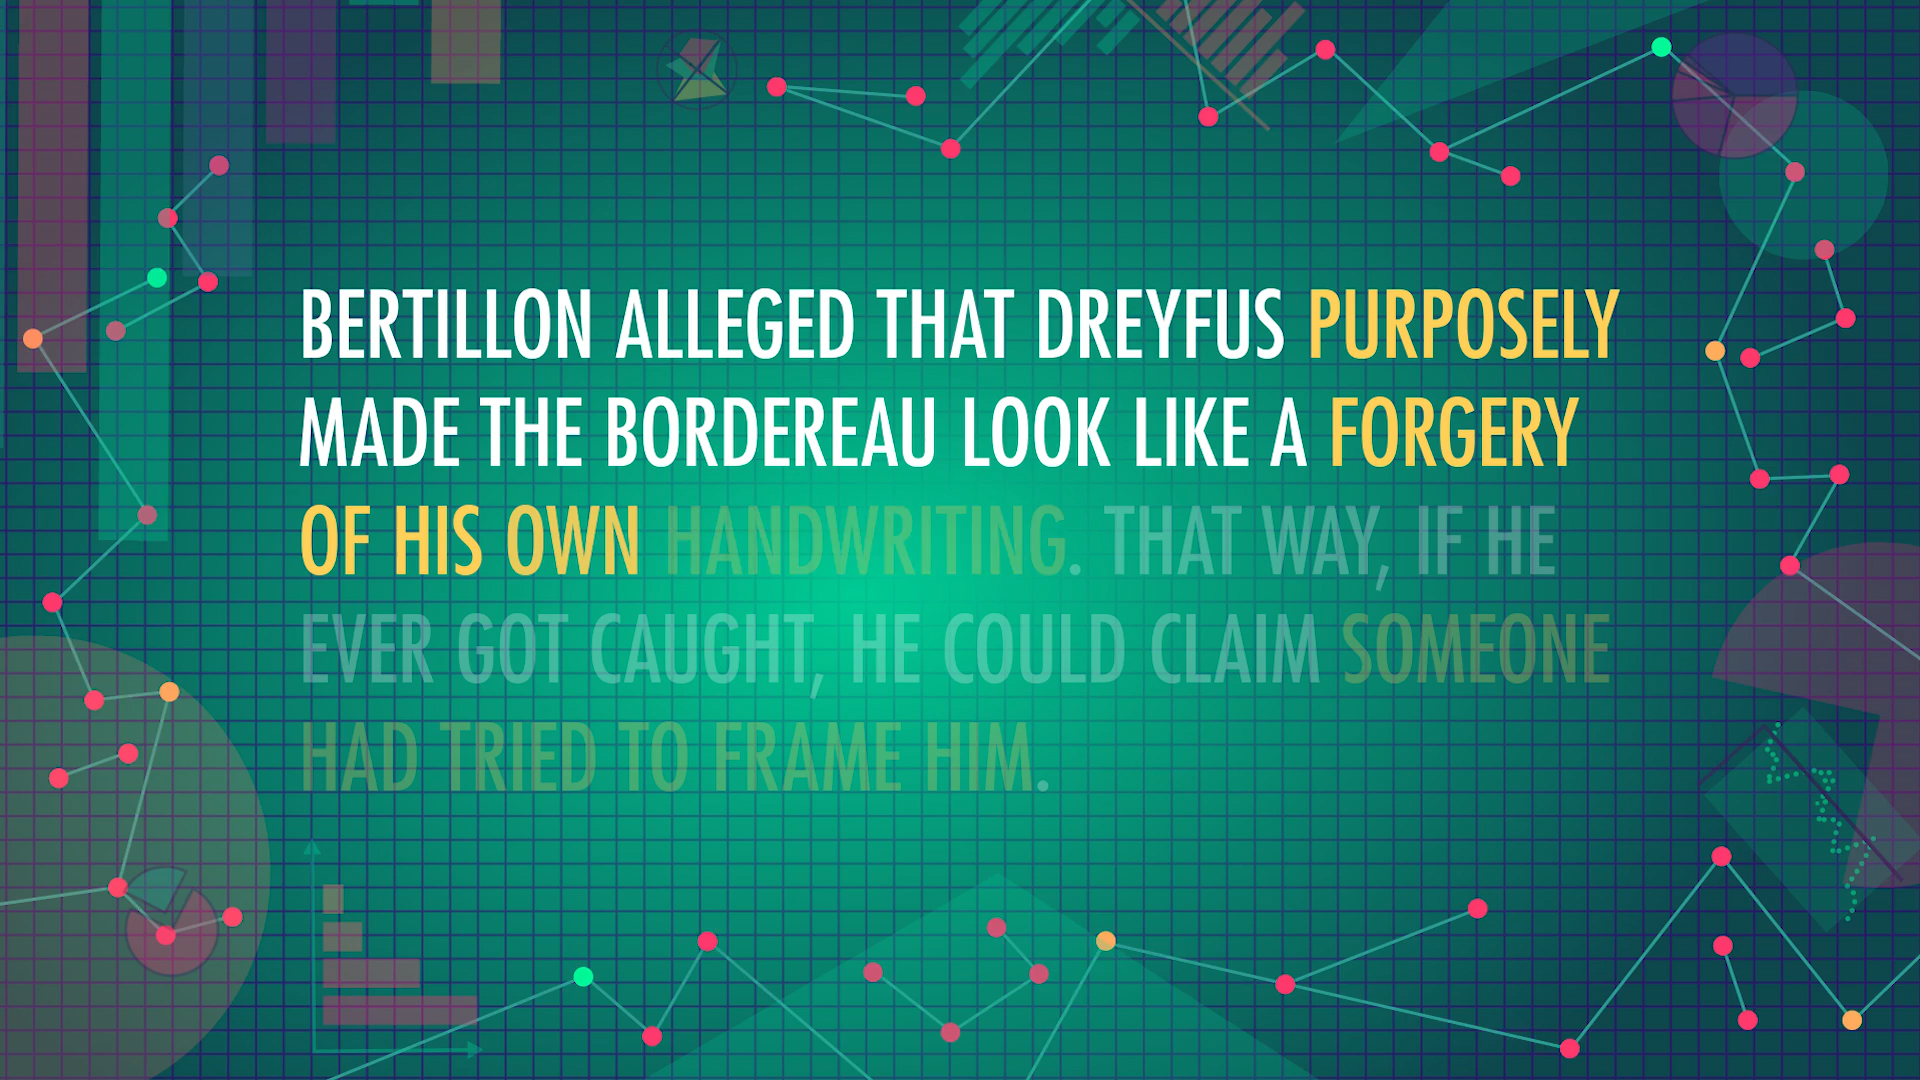 BERTILLON ALLEGED THAT DREYFUS PURPOSELY
MADE THE BORDEREAU LOOK LIKE A FORGERY
OF HIS OWN HANDWRITING. THAT WAY, IF HE
EVER GOT CAUGHT, HE COULD CLAIM SOMEONE
HAD TRIED TO FRAME HIM.